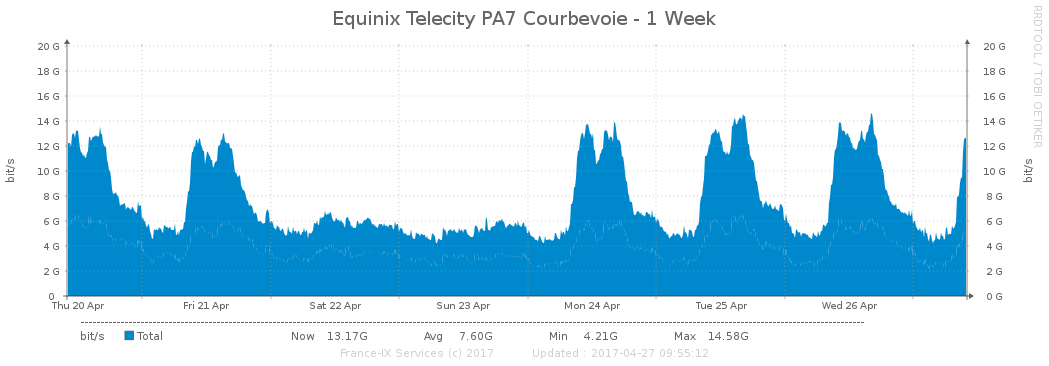 Equinix Telecity PA7 Courbevoie - 1 Week
RRDTOOL / TOBI OETIKER
20 G 20 G
18 G 18 G
16 G 16 G
14 G 14 G
12 G 12 G
10 G 10 G
8 G 8 G
6 G 6 G
4 G 4 G
2 G 2 G
0 0 G
bit/s
bit/s
Thu 20 Apr Fri 21 Apr Sat 22 Apr Sun 23 Apr Mon 24 Apr Tue 25 Apr Wed 26 Apr
bit/s Total Now 13.17G Avg 7.60G Min 4.21G Max 14.58G
France-IX Services (c) 2017 Updated : 2017-04-27 09:55:12